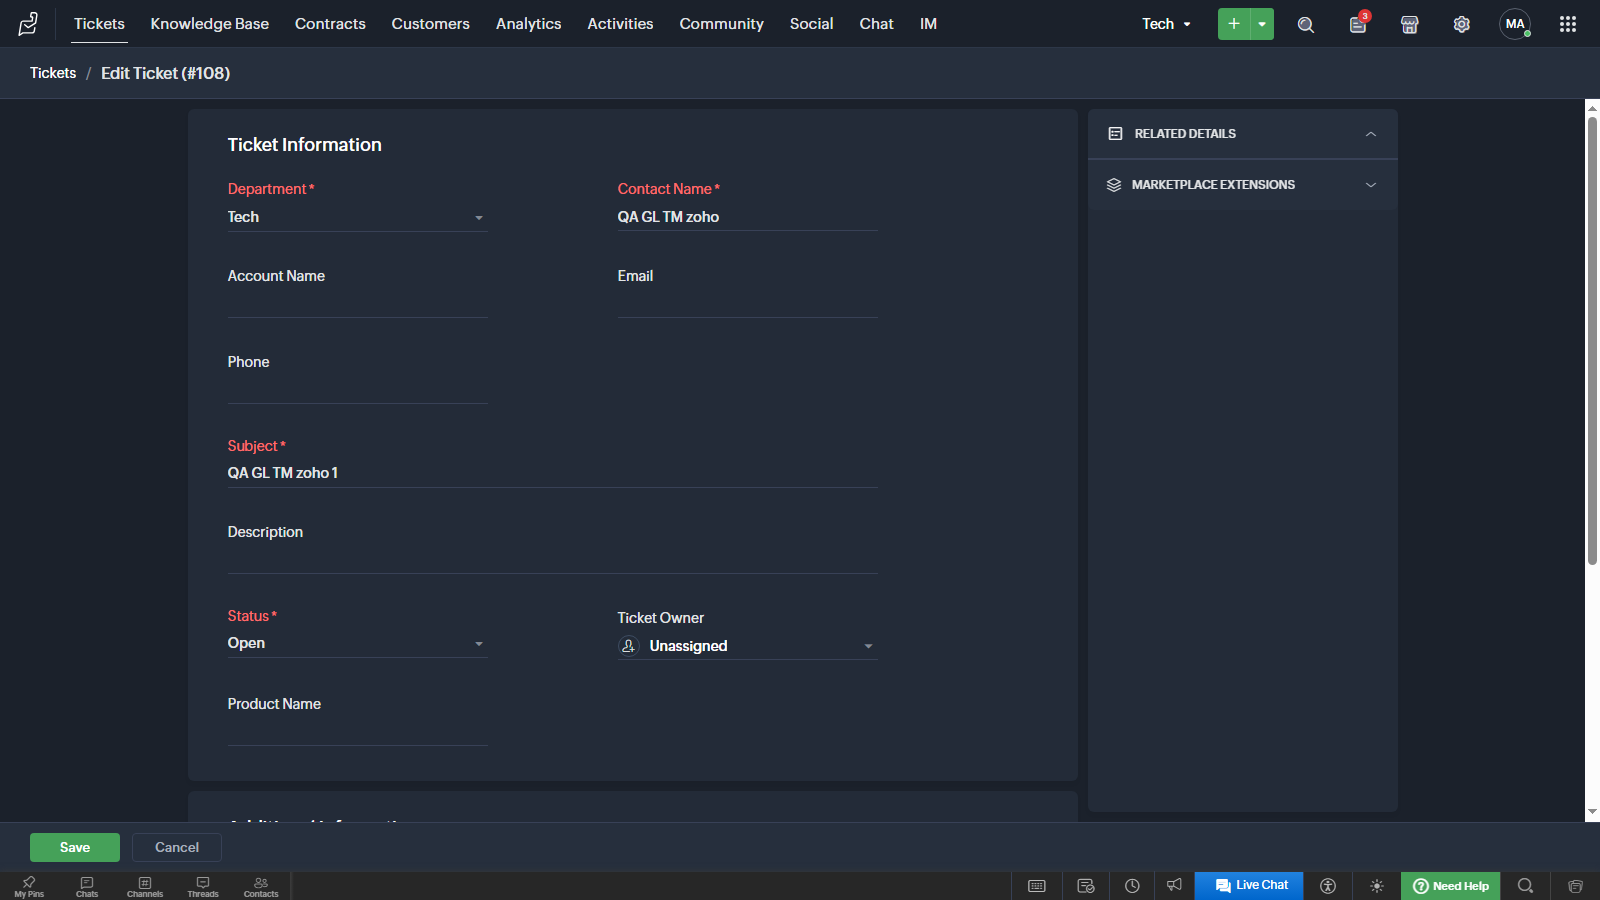 Tickets
Knowledge Base
Contracts
Customers
Analytics
Activities
Community
Social
Chat
IM
Tech
3
MA
Tickets / Edit Ticket (#108)
Ticket Information
Department *
Tech
Contact Name *
QA GL TM zoho
Account Name
Email
Phone
Subject *
QA GL TM zoho 1
Description
Status *
Open
Ticket Owner
Unassigned
Product Name
RELATED DETAILS
MARKETPLACE EXTENSIONS
Save
Cancel
My Pins
Chats
Channels
Threads
Contacts
Live Chat
Need Help